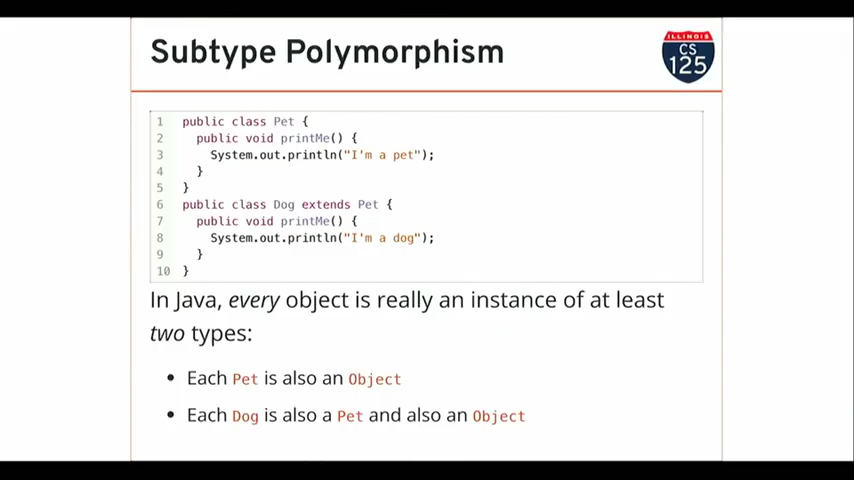 Subtype Polymorphism
ILLINOIS
CS
125
1 public class Pet {
2 public void printMe() {
3 System.out.println("I'm a pet");
4 }
5 }
6 public class Dog extends Pet {
7 public void printMe() {
8 System.out.println("I'm a dog");
9 }
10 }
In Java, every object is really an instance of at least
two types:
• Each Pet is also an Object
• Each Dog is also a Pet and also an Object